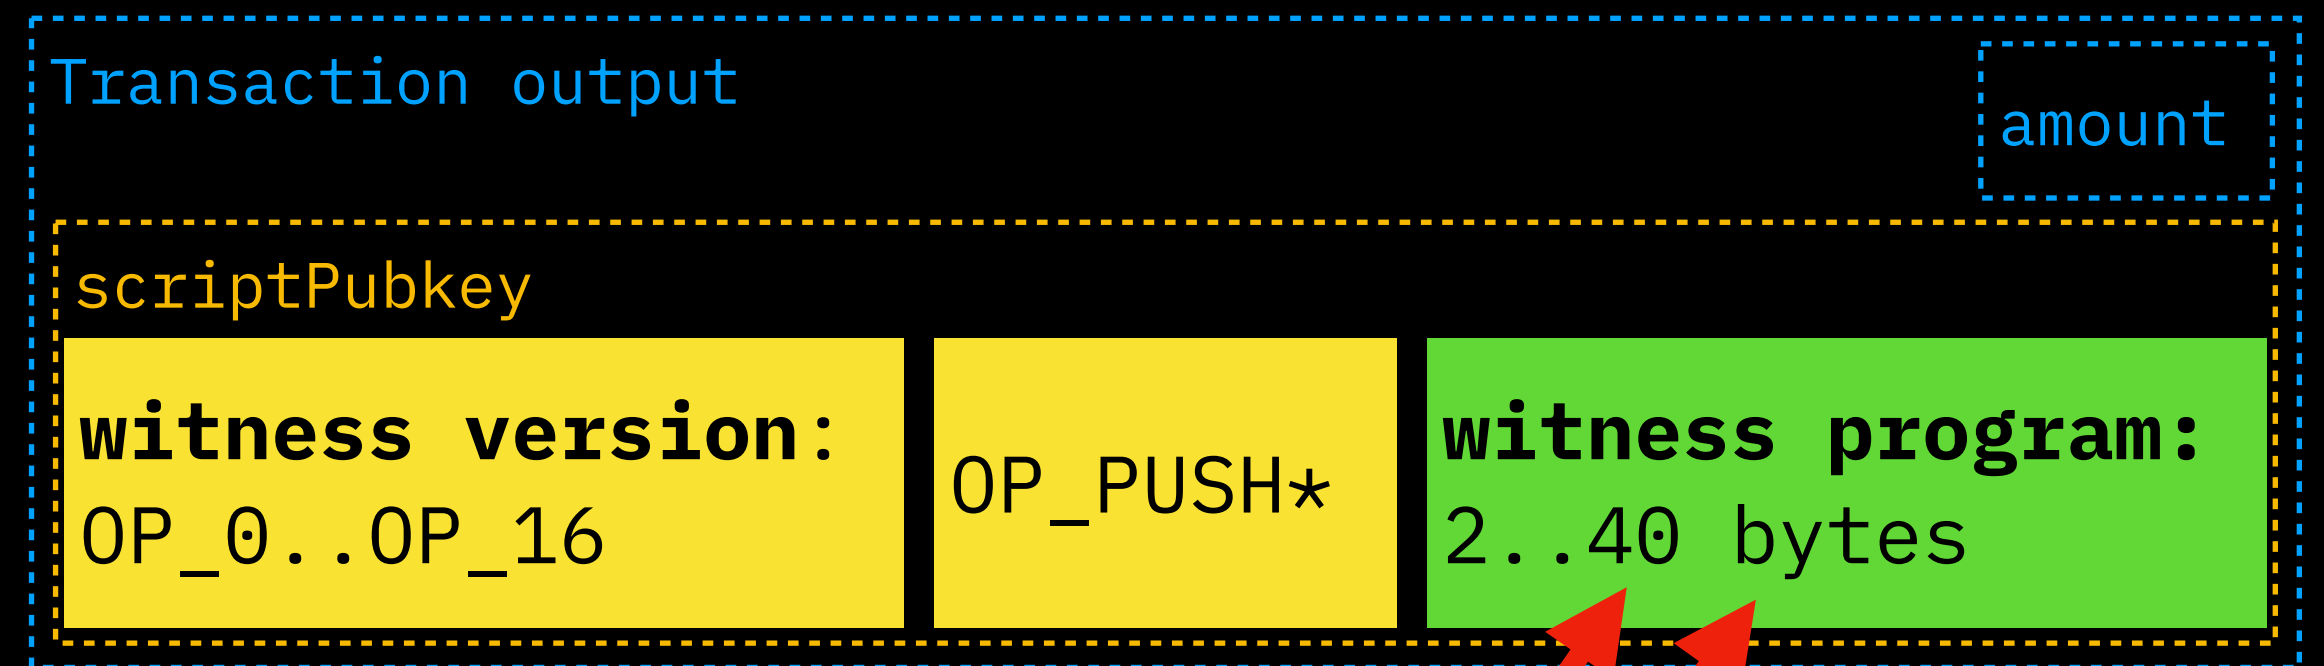 Transaction output
amount
scriptPubkey
witness version:
OP_0..OP_16
OP_PUSH*
witness program:
2..40 bytes